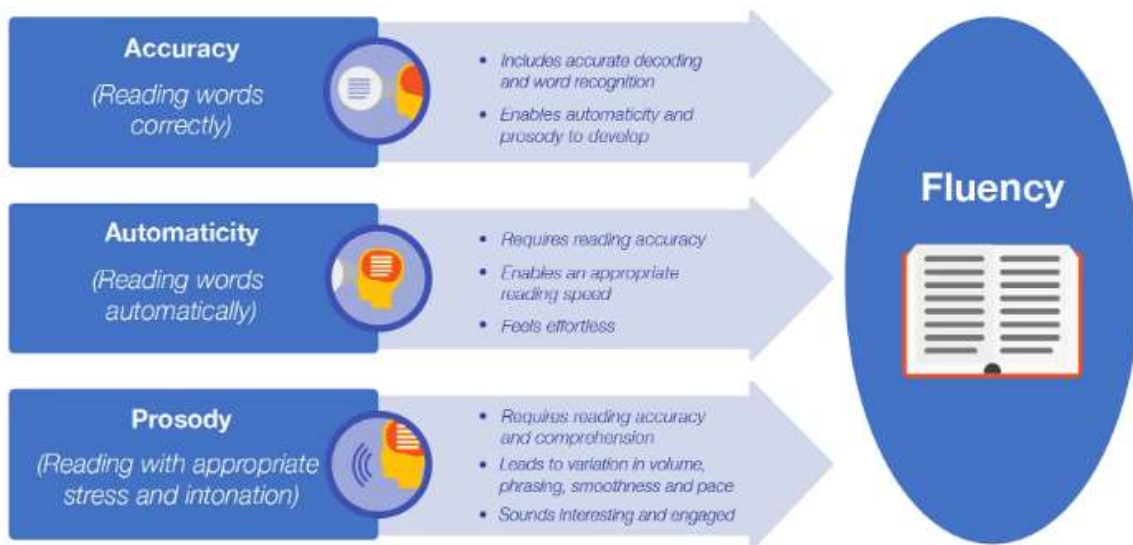 Accuracy
(Reading words
correctly)
• Includes accurate decoding
and word recognition
• Enables automaticity and
prosody to develop
Automaticity
(Reading words
automatically)
• Requires reading accuracy
• Enables an appropriate
reading speed
• Feels effortless
Prosody
(Reading with appropriate
stress and intonation)
• Requires reading accuracy
and comprehension
• Leads to variation in volume,
phrasing, smoothness and pace
• Sounds interesting and engaged
Fluency